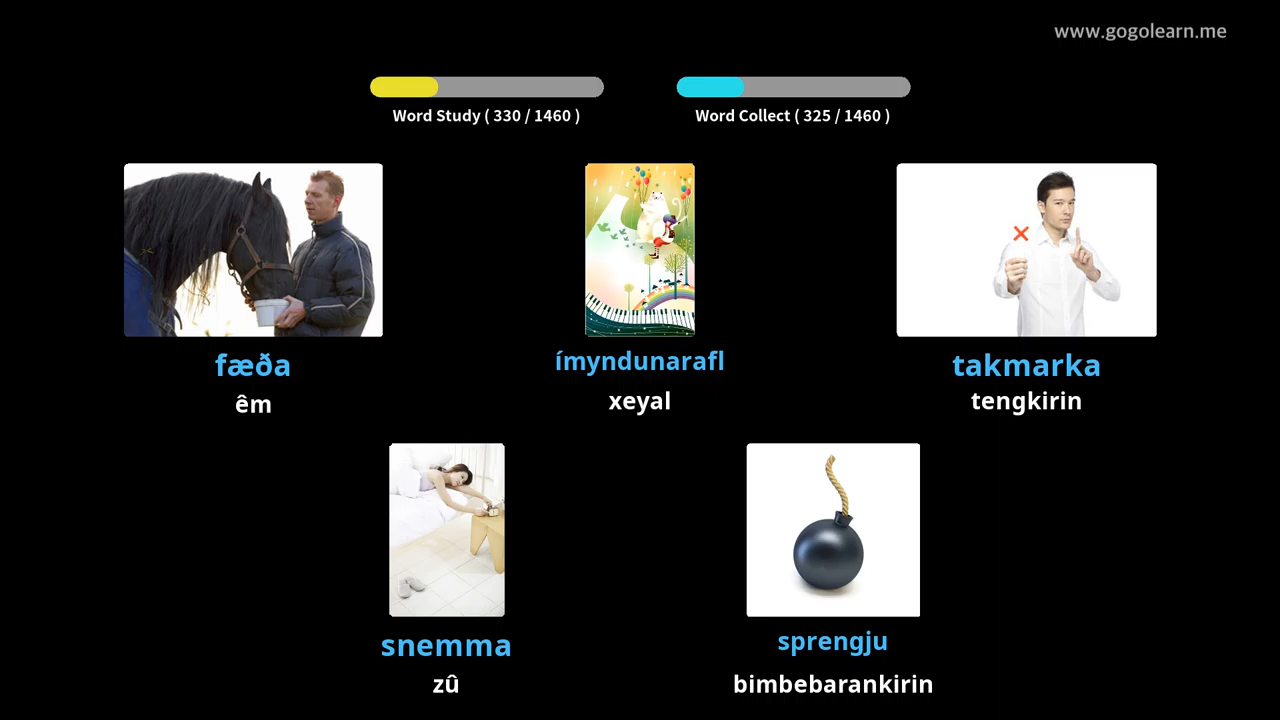 www.gogolearn.me
Word Study ( 330 / 1460 )
Word Collect ( 325 / 1460 )
fæða
ímyndunarafl
takmarka
êm
xeyal
tengkirin
snemma
sprengju
zû
bimbebarankirin